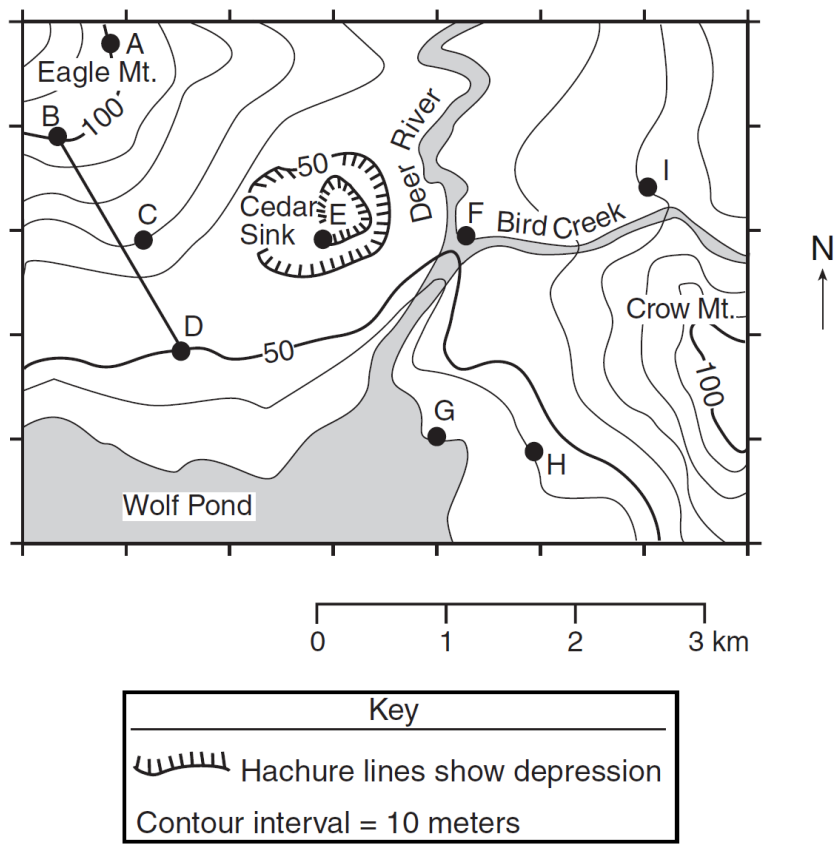 A
Eagle Mt.
B
100
50
Cedar
Sink
E
Deer River
F
Bird Creek
I
N
C
Crow Mt.
D
50
100
G
H
Wolf Pond
0 1 2 3 km
Key
Hachure lines show depression
Contour interval = 10 meters